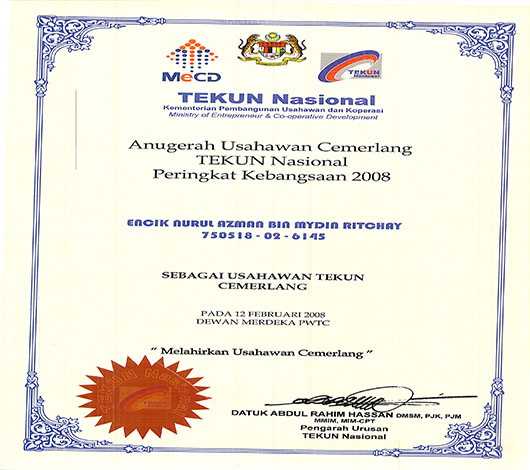 MeCD
TEKUN
Nasional
TEKUN Nasional
Kementerian Pembangunan Usahawan dan Koperasi
Ministry of Entrepreneur & Co-operative Development
Anugerah Usahawan Cemerlang
TEKUN Nasional
Peringkat Kebangsaan 2008
ENCIK NURUL AZMAN BIN MYDIN RITCHAY
750518 - 02 - 6145
SEBAGAI USAHAWAN TEKUN
CEMERLANG
PADA 12 FEBRUARI 2008
DEWAN MERDEKA PWTC
“ Melahirkan Usahawan Cemerlang ”
DATUK ABDUL RAHIM HASSAN DMSM, PJK, PJM
MMIM, MIM-CPT
Pengarah Urusan
TEKUN Nasional